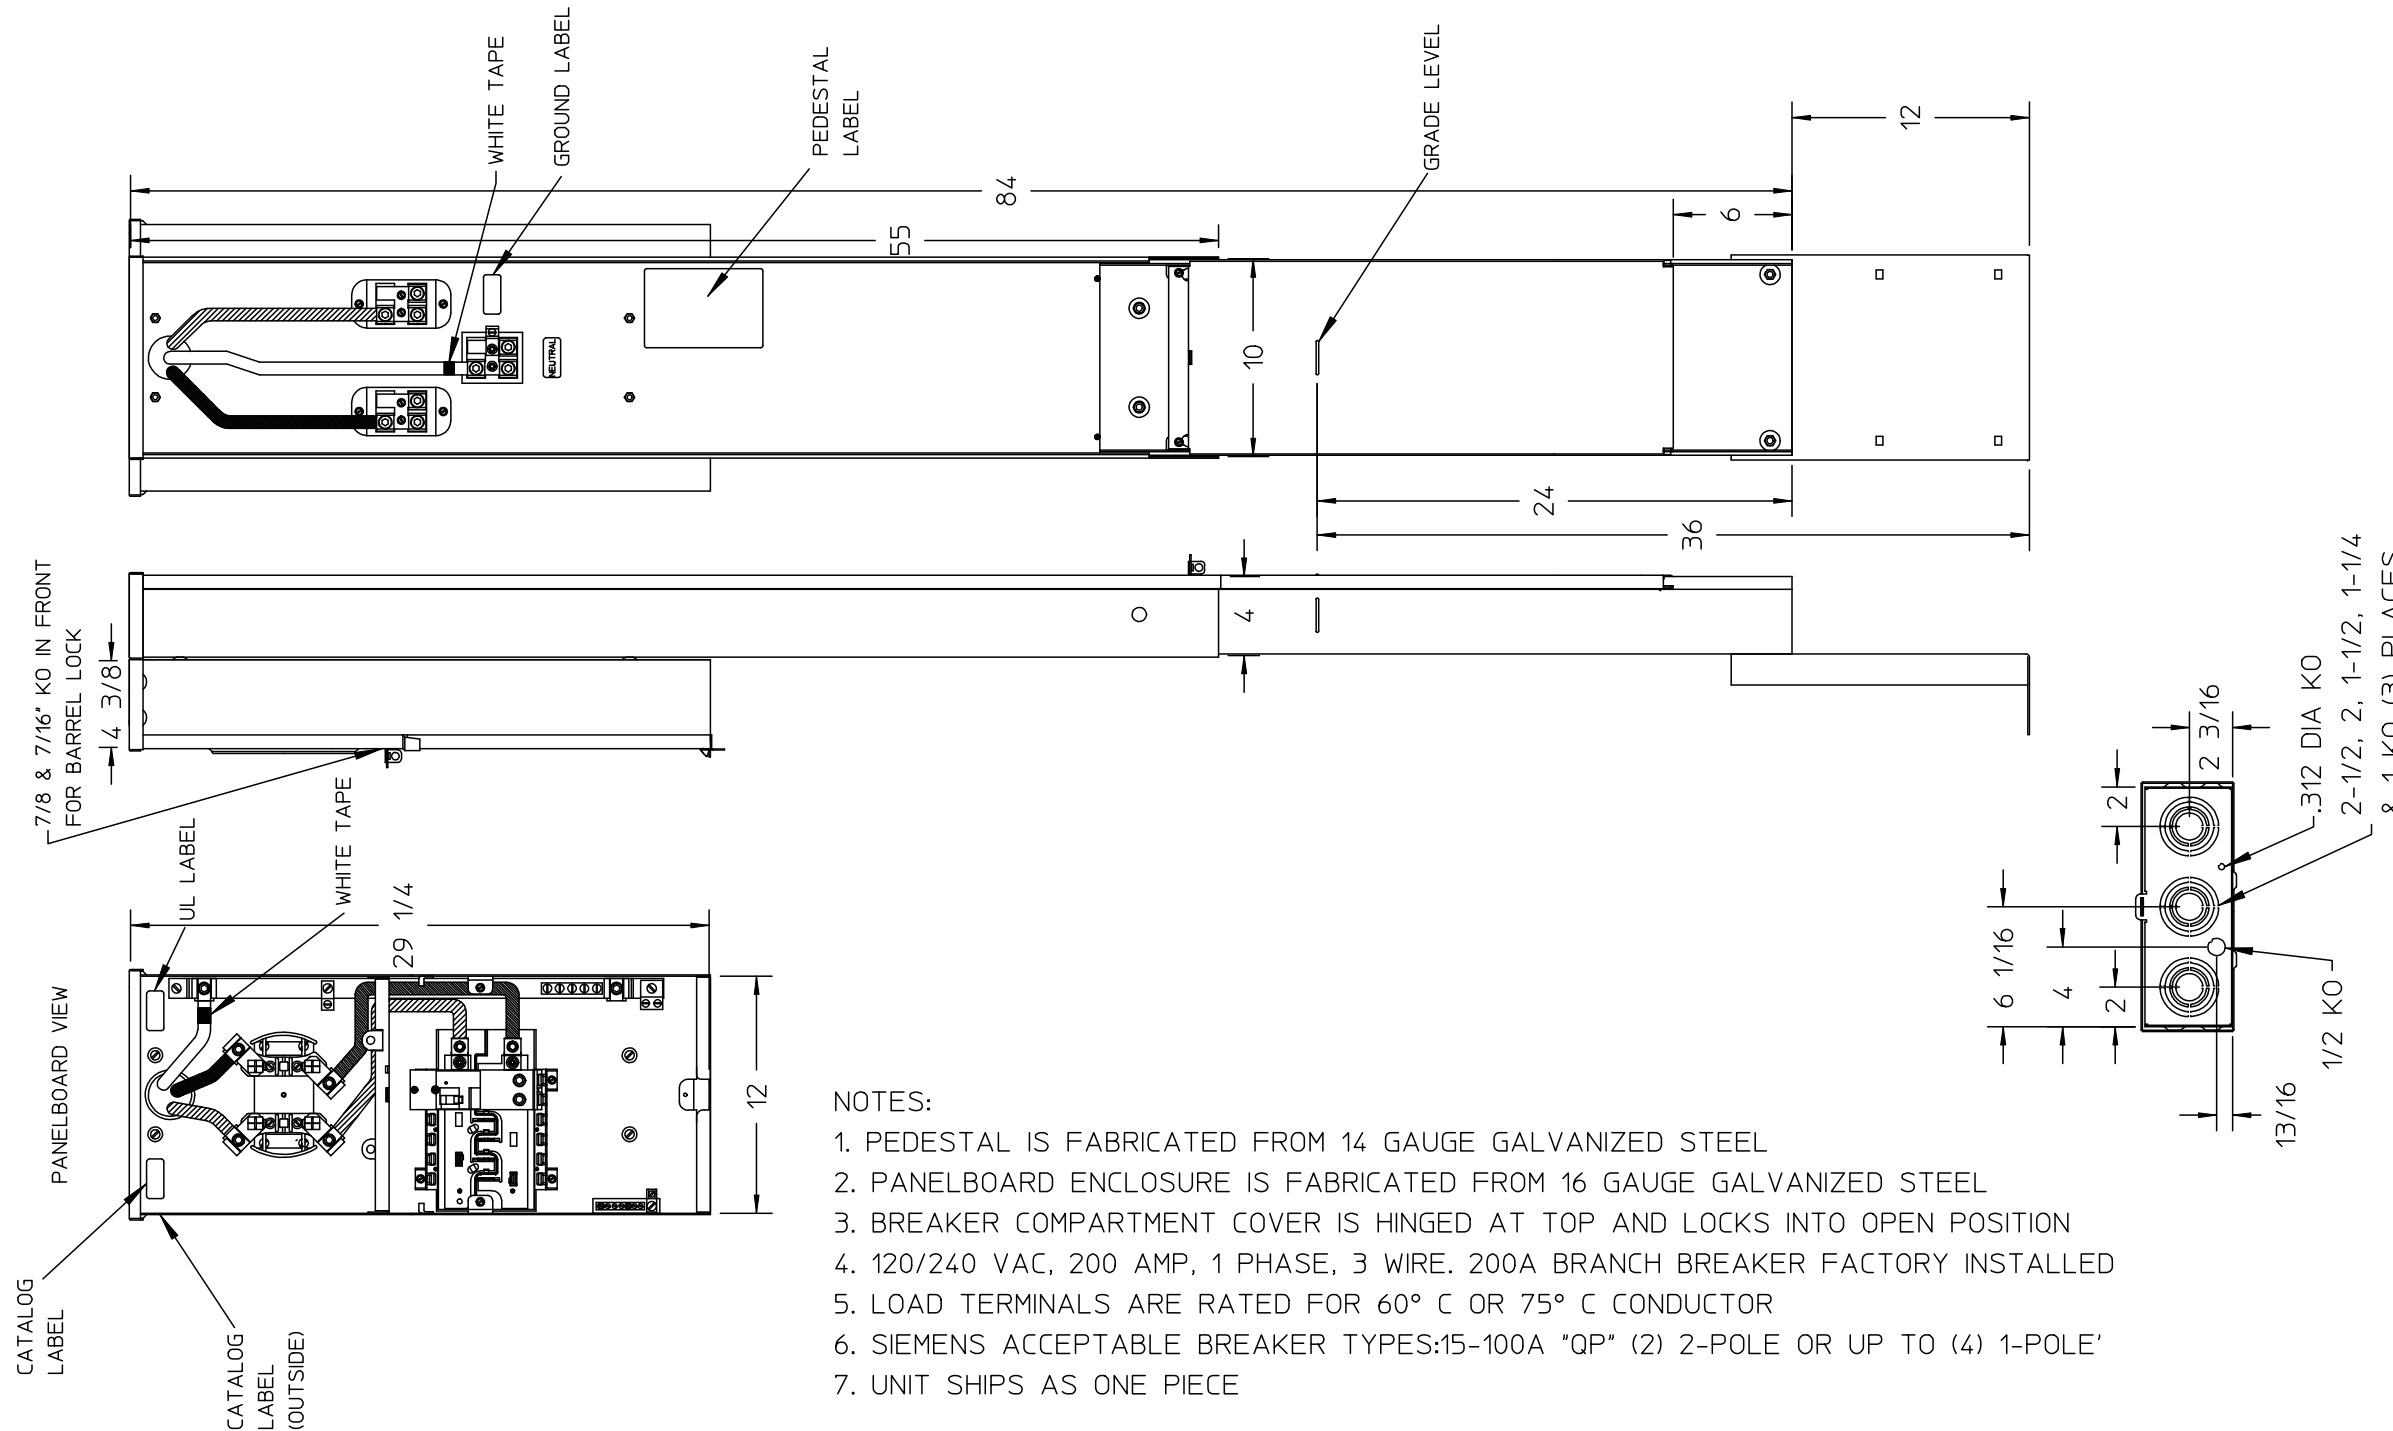 7/8 & 7/16" KO IN FRONT
FOR BARREL LOCK
4 3/8
WHITE TAPE
GROUND LABEL
PEDESTAL
LABEL
GRADE LEVEL
84
55
12
6
10
NEUTRAL
24
36
4
PANELBOARD VIEW
UL LABEL
WHITE TAPE
29 1/4
12
CATALOG
LABEL
CATALOG
LABEL
(OUTSIDE)
2 3/16
2
.312 DIA KO
2-1/2, 2, 1-1/2, 1-1/4
& 1 KO (3) PLACES
6 1/16
4
2
1/2 KO
13/16
NOTES:
1. PEDESTAL IS FABRICATED FROM 14 GAUGE GALVANIZED STEEL
2. PANELBOARD ENCLOSURE IS FABRICATED FROM 16 GAUGE GALVANIZED STEEL
3. BREAKER COMPARTMENT COVER IS HINGED AT TOP AND LOCKS INTO OPEN POSITION
4. 120/240 VAC, 200 AMP, 1 PHASE, 3 WIRE. 200A BRANCH BREAKER FACTORY INSTALLED
5. LOAD TERMINALS ARE RATED FOR 60° C OR 75° C CONDUCTOR
6. SIEMENS ACCEPTABLE BREAKER TYPES:15-100A "QP" (2) 2-POLE OR UP TO (4) 1-POLE'
7. UNIT SHIPS AS ONE PIECE